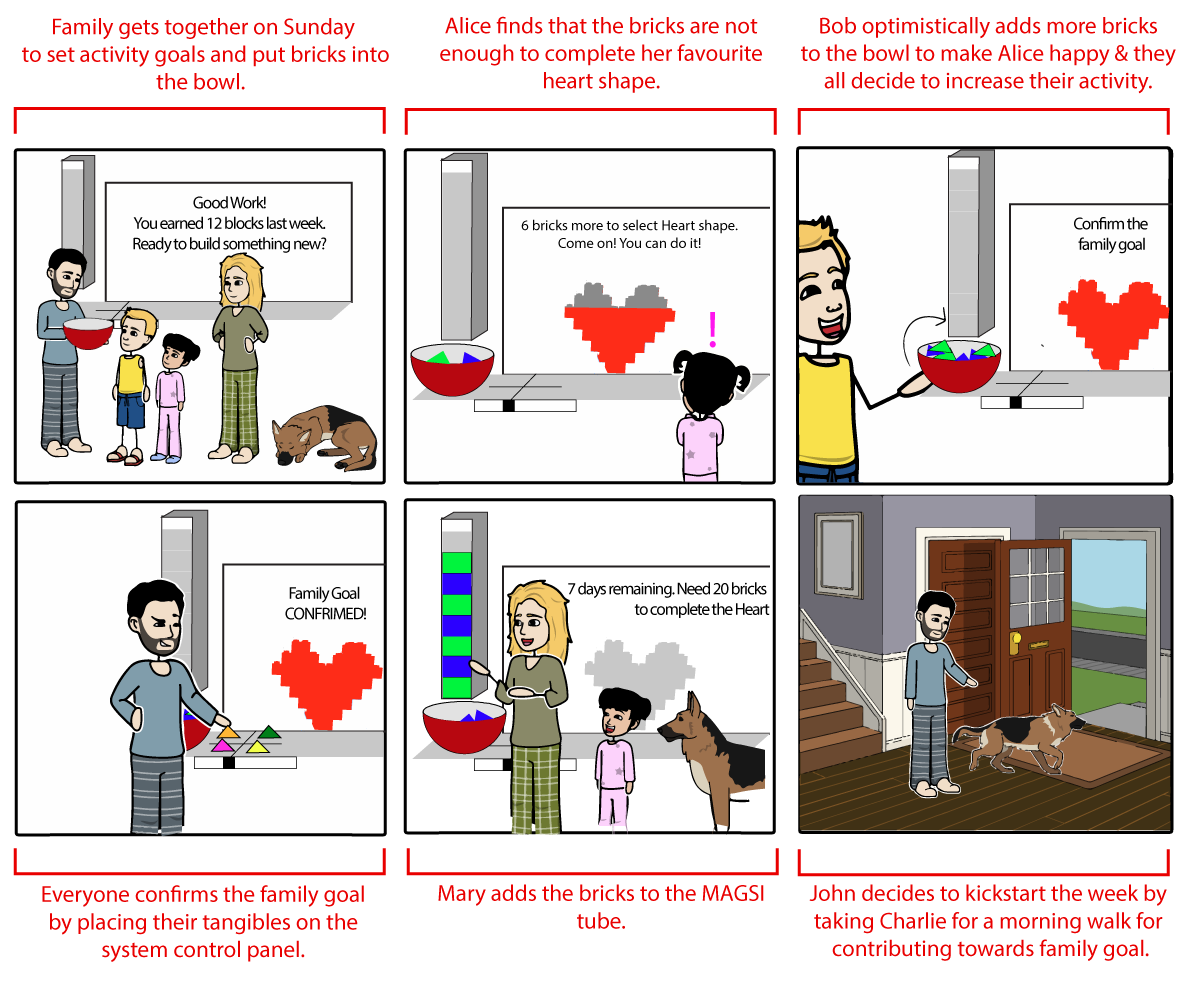 Family gets together on Sunday
to set activity goals and put bricks into
the bowl.
Alice finds that the bricks are not
enough to complete her favourite
heart shape.
Bob optimistically adds more bricks
to the bowl to make Alice happy & they
all decide to increase their activity.
Good Work!
You earned 12 blocks last week.
Ready to build something new?
6 bricks more to select Heart shape.
Come on! You can do it!
!
Confirm the
family goal
Family Goal
CONFRIMED!
7 days remaining. Need 20 bricks
to complete the Heart
Everyone confirms the family goal
by placing their tangibles on the
system control panel.
Mary adds the bricks to the MAGSI
tube.
John decides to kickstart the week by
taking Charlie for a morning walk for
contributing towards family goal.